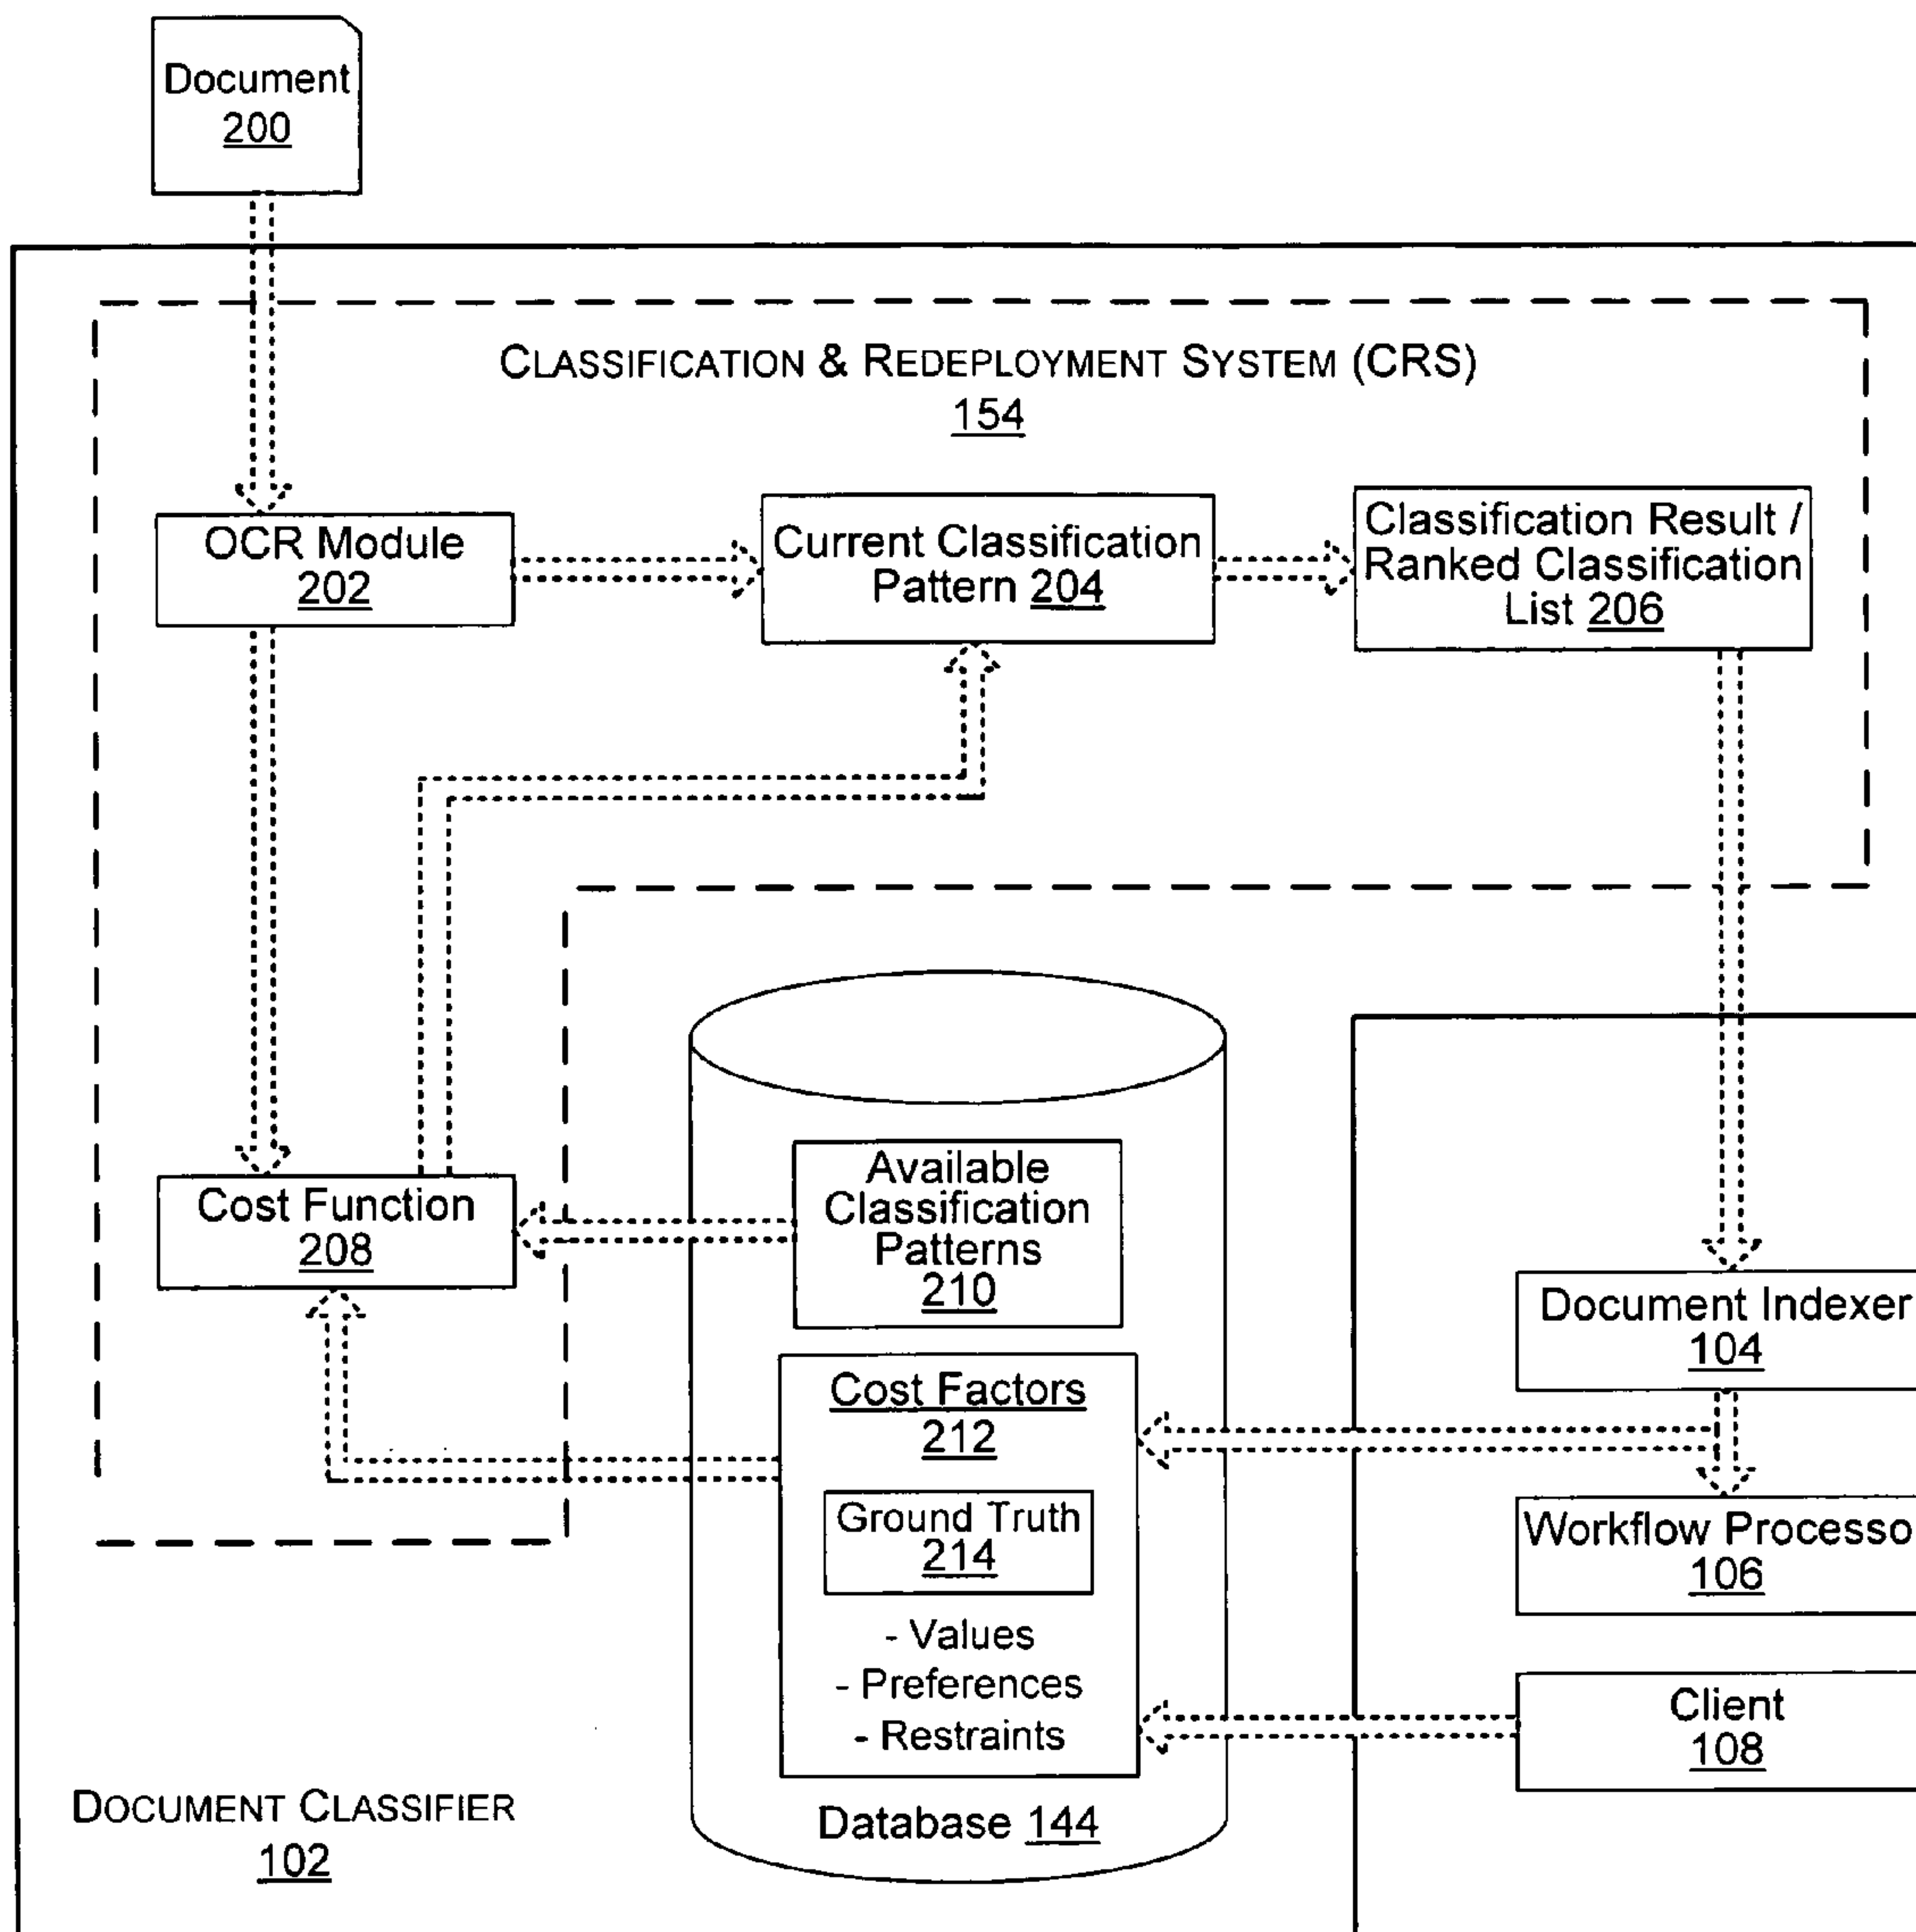 Document
200
CLASSIFICATION & REDEPLOYMENT SYSTEM (CRS)
154
OCR Module
202
Current Classification
Pattern 204
Classification Result /
Ranked Classification
List 206
Cost Function
208
Available
Classification
Patterns
210
Cost Factors
212
Ground Truth
214
- Values
- Preferences
- Restraints
Database 144
Document Indexer
104
Workflow Processo
106
Client
108
DOCUMENT CLASSIFIER
102